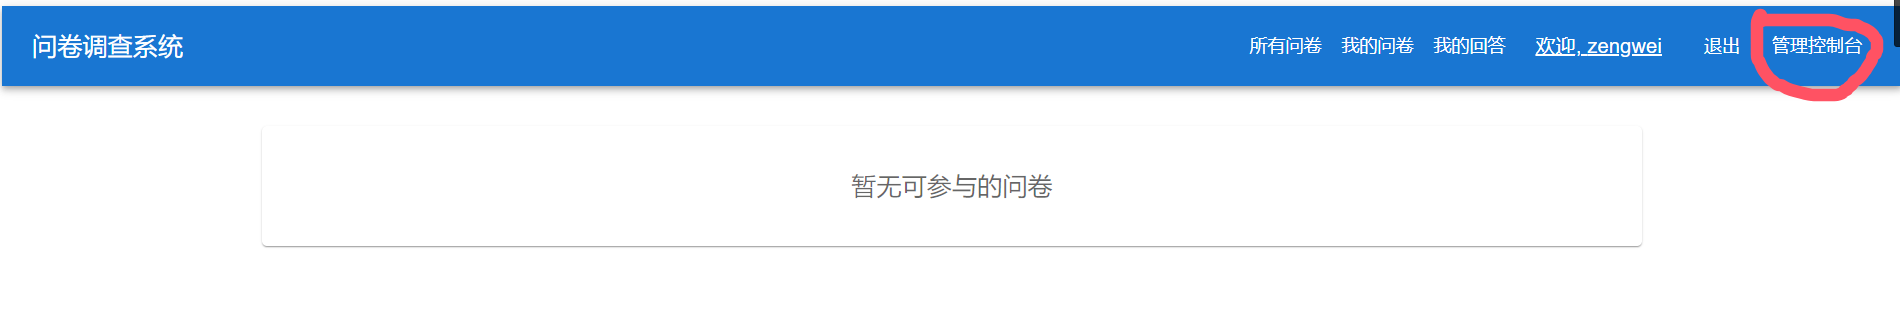 问卷调查系统 所有问卷 我的问卷 我的回答 欢迎, zengwei 退出 管理控制台
暂无可参与的问卷